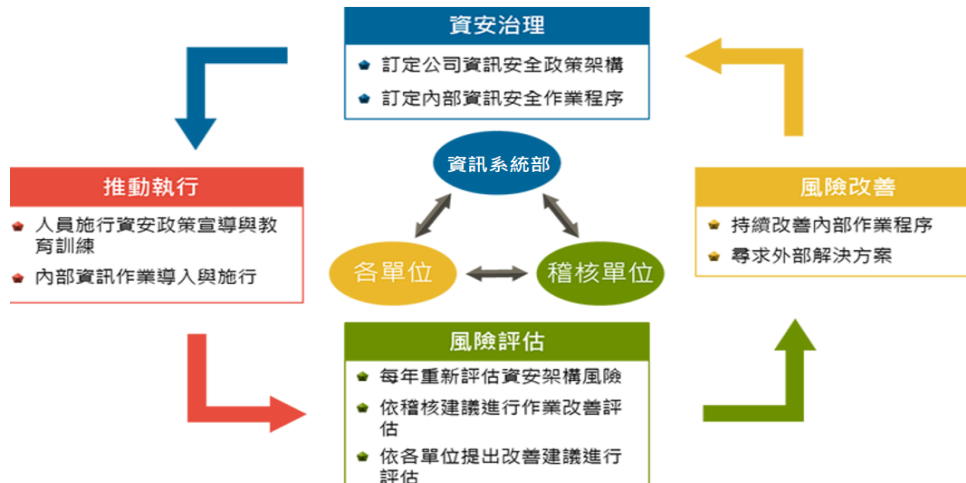 資安治理
訂定公司資訊安全政策架構
訂定內部資訊安全作業程序
資訊系統部
推動執行
人員施行資安政策宣導與教
育訓練
內部資訊作業導入與施行
風險改善
持續改善內部作業程序
尋求外部解決方案
各單位
稽核單位
風險評估
每年重新評估資安架構風險
依稽核建議進行作業改善評
估
依各單位提出改善建議進行
評估